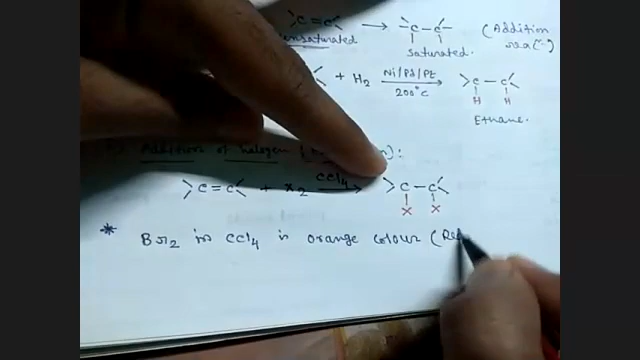 C=C → -C-C- (Addition
unsaturated saturated. reac(n)
+ H2 Ni/Pd/Pt C-C
200°C H H
Ethane.
Addition of halogen ( ):
C=C + X2 CCl4 → C-C
X X
* Br2 in CCl4 is orange colour (Re